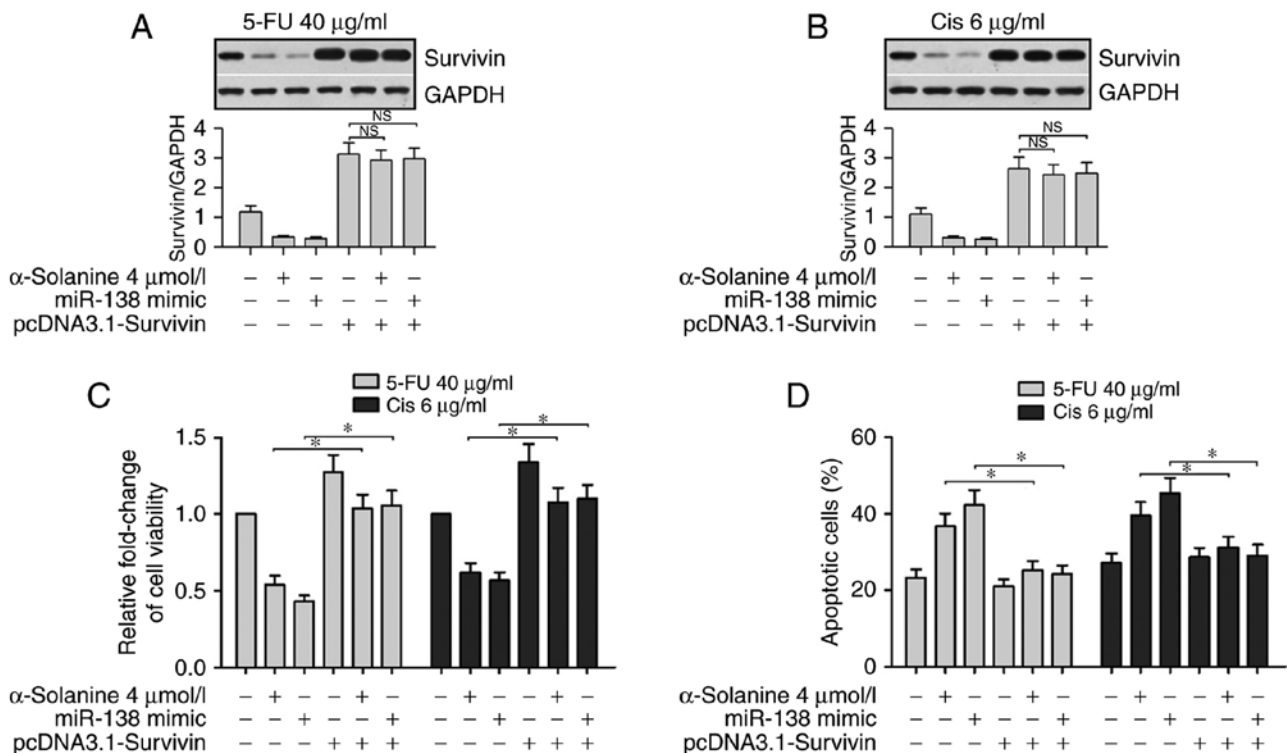 A
5-FU 40 μg/ml
Survivin
GAPDH
Survivin/GAPDH
4
3
2
1
0
NS
NS
α-Solanine 4 μmol/l − + − − + −
miR-138 mimic − − + − − +
pcDNA3.1-Survivin − − − + + +
B
Cis 6 μg/ml
Survivin
GAPDH
Survivin/GAPDH
4
3
2
1
0
NS
NS
α-Solanine 4 μmol/l − + − − + −
miR-138 mimic − − + − − +
pcDNA3.1-Survivin − − − + + +
C
5-FU 40 μg/ml
Cis 6 μg/ml
Relative fold-change
of cell viability
1.5
1.0
0.5
0.0
* * * *
α-Solanine 4 μmol/l − + − − + − − + − − + −
miR-138 mimic − − + − − + − − + − − +
pcDNA3.1-Survivin − − − + + + − − − + + +
D
5-FU 40 μg/ml
Cis 6 μg/ml
Apoptotic cells (%)
60
40
20
0
* * * *
α-Solanine 4 μmol/l − + − − + − − + − − + −
miR-138 mimic − − + − − + − − + − − +
pcDNA3.1-Survivin − − − + + + − − − + + +